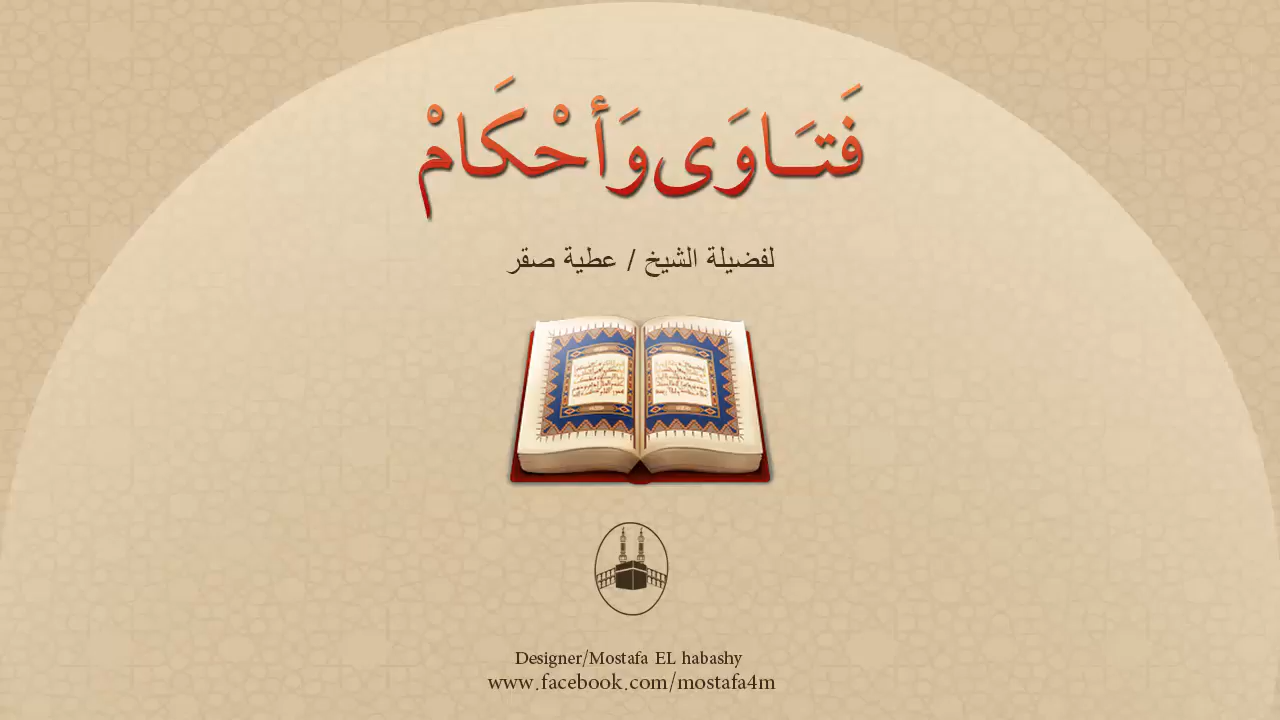 فَتَـاوَى وَأَحْكَامْ
لفضيلة الشيخ / عطية صقر
Designer/Mostafa EL habashy
www.facebook.com/mostafa4m